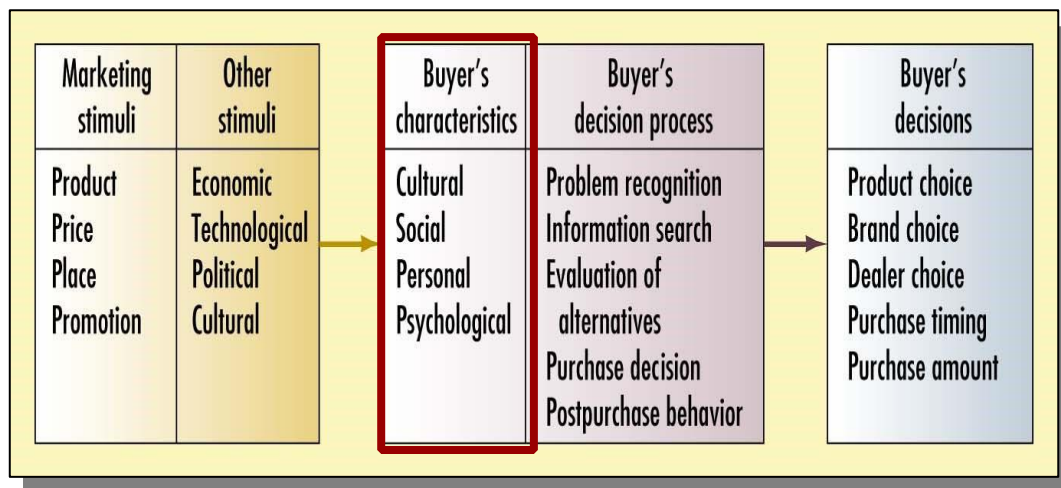 Marketing
stimuli
Product
Price
Place
Promotion
Other
stimuli
Economic
Technological
Political
Cultural
Buyer's
characteristics
Cultural
Social
Personal
Psychological
Buyer's
decision process
Problem recognition
Information search
Evaluation of
alternatives
Purchase decision
Postpurchase behavior
Buyer's
decisions
Product choice
Brand choice
Dealer choice
Purchase timing
Purchase amount